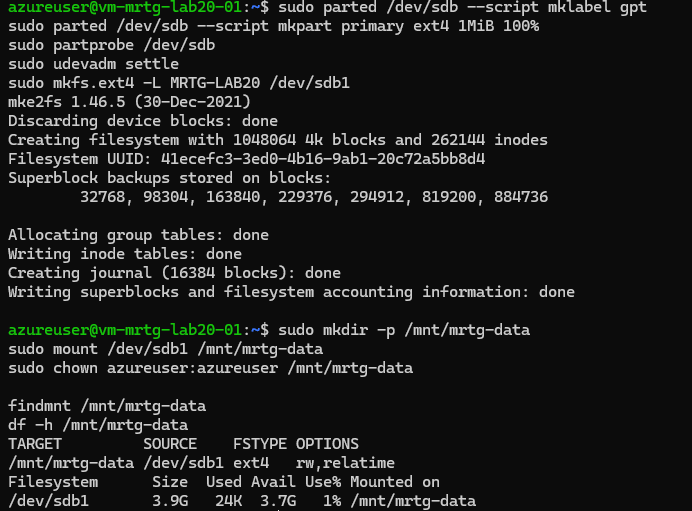 azureuser@vm-mrtg-lab20-01:~$ sudo parted /dev/sdb --script mklabel gpt
sudo parted /dev/sdb --script mkpart primary ext4 1MiB 100%
sudo partprobe /dev/sdb
sudo udevadm settle
sudo mkfs.ext4 -L MRTG-LAB20 /dev/sdb1
mke2fs 1.46.5 (30-Dec-2021)
Discarding device blocks: done
Creating filesystem with 1048064 4k blocks and 262144 inodes
Filesystem UUID: 41ecefc3-3ed0-4b16-9ab1-20c72a5bb8d4
Superblock backups stored on blocks:
        32768, 98304, 163840, 229376, 294912, 819200, 884736

Allocating group tables: done
Writing inode tables: done
Creating journal (16384 blocks): done
Writing superblocks and filesystem accounting information: done

azureuser@vm-mrtg-lab20-01:~$ sudo mkdir -p /mnt/mrtg-data
sudo mount /dev/sdb1 /mnt/mrtg-data
sudo chown azureuser:azureuser /mnt/mrtg-data

findmnt /mnt/mrtg-data
df -h /mnt/mrtg-data
TARGET         SOURCE    FSTYPE OPTIONS
/mnt/mrtg-data /dev/sdb1 ext4   rw,relatime
Filesystem      Size  Used Avail Use% Mounted on
/dev/sdb1       3.9G   24K  3.7G   1% /mnt/mrtg-data